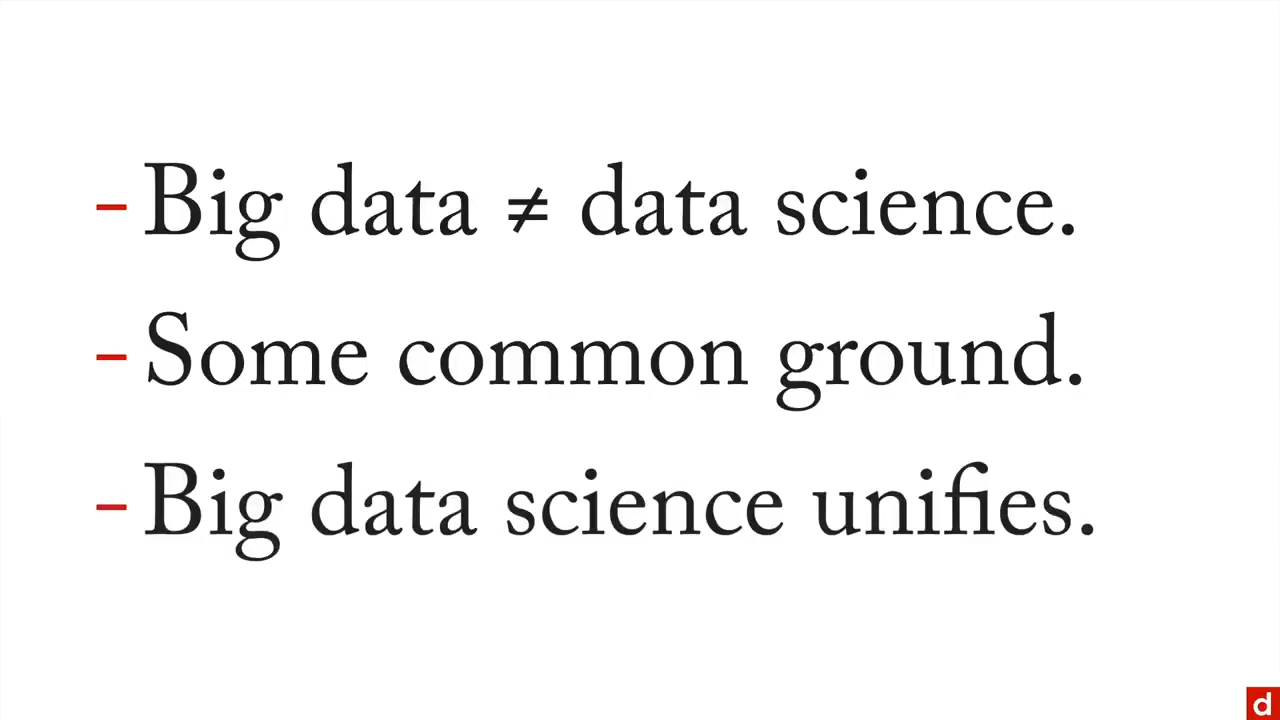 - Big data ≠ data science.
- Some common ground.
- Big data science unifies.
d